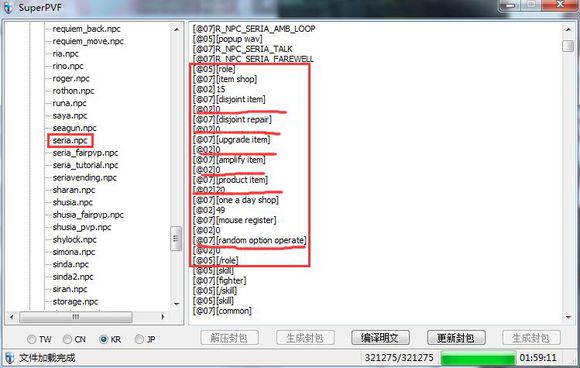 SuperPVF
requiem_back.npc
requiem_move.npc
ria.npc
rino.npc
roger.npc
rothon.npc
runa.npc
saya.npc
seagun.npc
seria.npc
seria_fairpvp.npc
seria_tutorial.npc
seriavending.npc
sharan.npc
shusia.npc
shusia_fairpvp.npc
shusia_pvp.npc
shylock.npc
simona.npc
sinda.npc
sinda2.npc
siran.npc
storage.npc
[@07]R_NPC_SERIA_AMB_LOOP
[@05][popup wav]
[@07]R_NPC_SERIA_TALK
[@07]R_NPC_SERIA_FAREWELL
[@05][role]
[@07][item shop]
[@02]15
[@07][disjoint item]
[@02]0
[@07][disjoint repair]
[@02]0
[@07][upgrade item]
[@02]0
[@07][amplify item]
[@02]0
[@07][product item]
[@02]20
[@07][one a day shop]
[@02]49
[@07][mouse register]
[@02]0
[@07][random option operate]
[@02]0
[@05][/role]
[@05][skill]
[@07][fighter]
[@05][/skill]
[@05][skill]
[@07][common]
TW CN KR JP
解压封包 生成封包 编译明文 更新封包 生成封包
文件加载完成 321275/321275 01:59:11